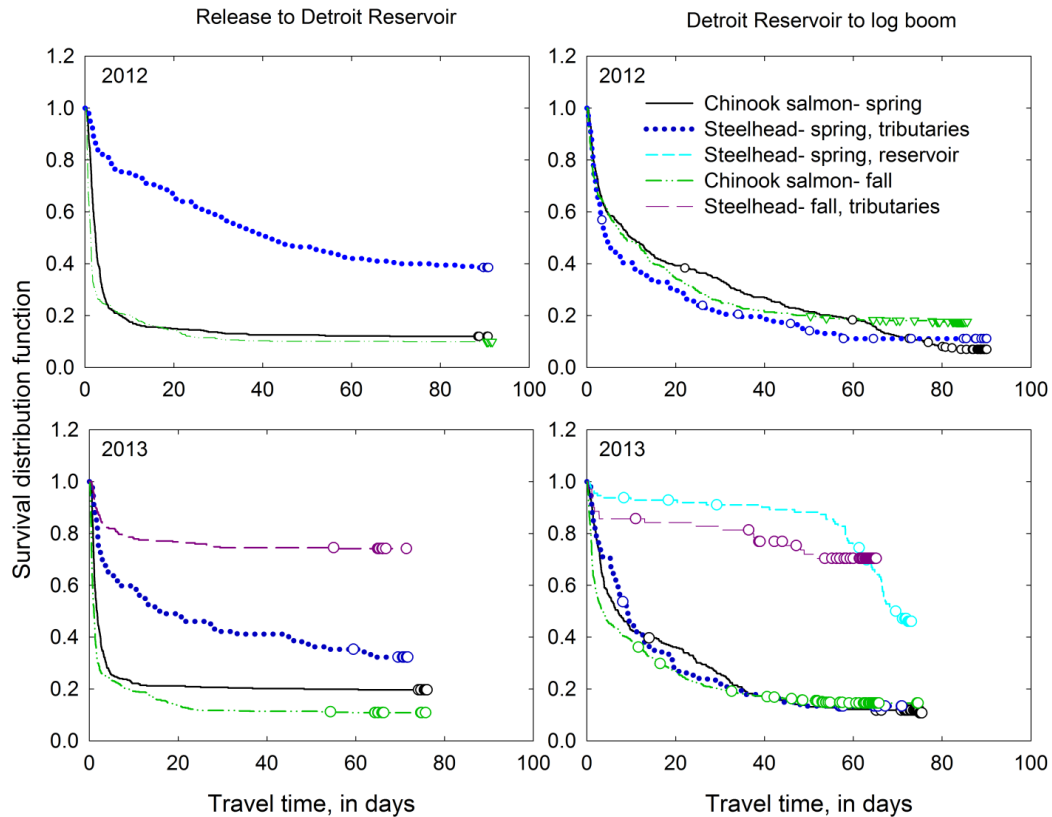 Release to Detroit Reservoir
Detroit Reservoir to log boom
Survival distribution function
1.2
1.0
0.8
0.6
0.4
0.2
0.0
2012
0 20 40 60 80 100
1.2
1.0
0.8
0.6
0.4
0.2
0.0
2012
Chinook salmon- spring
Steelhead- spring, tributaries
Steelhead- spring, reservoir
Chinook salmon- fall
Steelhead- fall, tributaries
0 20 40 60 80 100
1.2
1.0
0.8
0.6
0.4
0.2
0.0
2013
0 20 40 60 80 100
Travel time, in days
1.2
1.0
0.8
0.6
0.4
0.2
0.0
2013
0 20 40 60 80 100
Travel time, in days